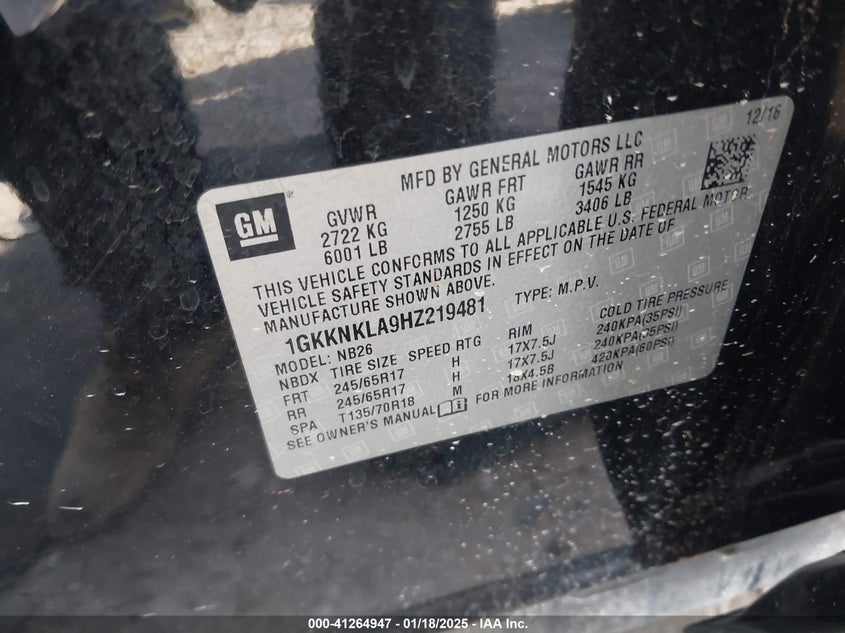 12/16
MFD BY GENERAL MOTORS LLC
GM
GVWR GAWR FRT GAWR RR
2722 KG 1250 KG 1545 KG
6001 LB 2755 LB 3406 LB
THIS VEHICLE CONFORMS TO ALL APPLICABLE U.S. FEDERAL MOTOR
VEHICLE SAFETY STANDARDS IN EFFECT ON THE DATE OF
MANUFACTURE SHOWN ABOVE.
1GKKNKLA9HZ219481 TYPE: M.P.V.
MODEL: NB26
NBDX TIRE SIZE SPEED RTG RIM COLD TIRE PRESSURE
FRT 245/65R17 H 17X7.5J 240KPA(35PSI)
RR 245/65R17 H 17X7.5J 240KPA(35PSI)
SPA T135/70R18 M 18X4.5B 420KPA(60PSI)
SEE OWNER'S MANUAL FOR MORE INFORMATION
000-41264947 — 01/18/2025 — IAA Inc.